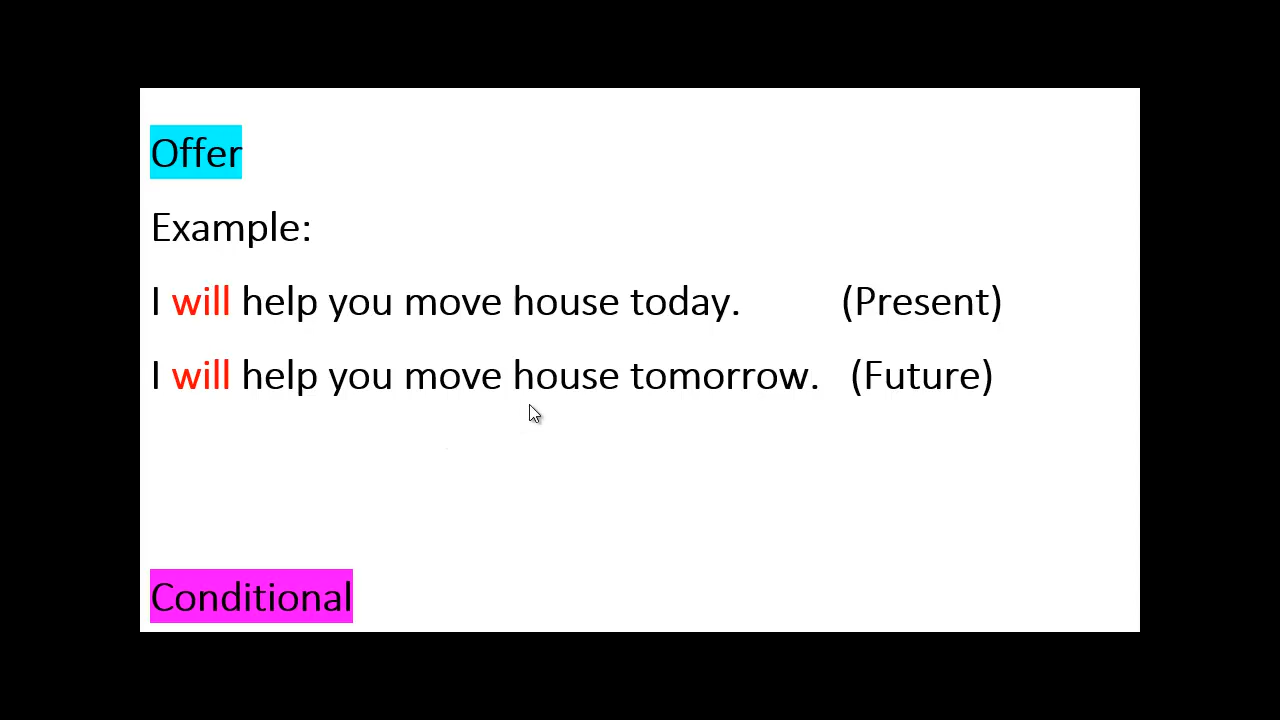 Offer
Example:
I will help you move house today. (Present)
I will help you move house tomorrow. (Future)
Conditional